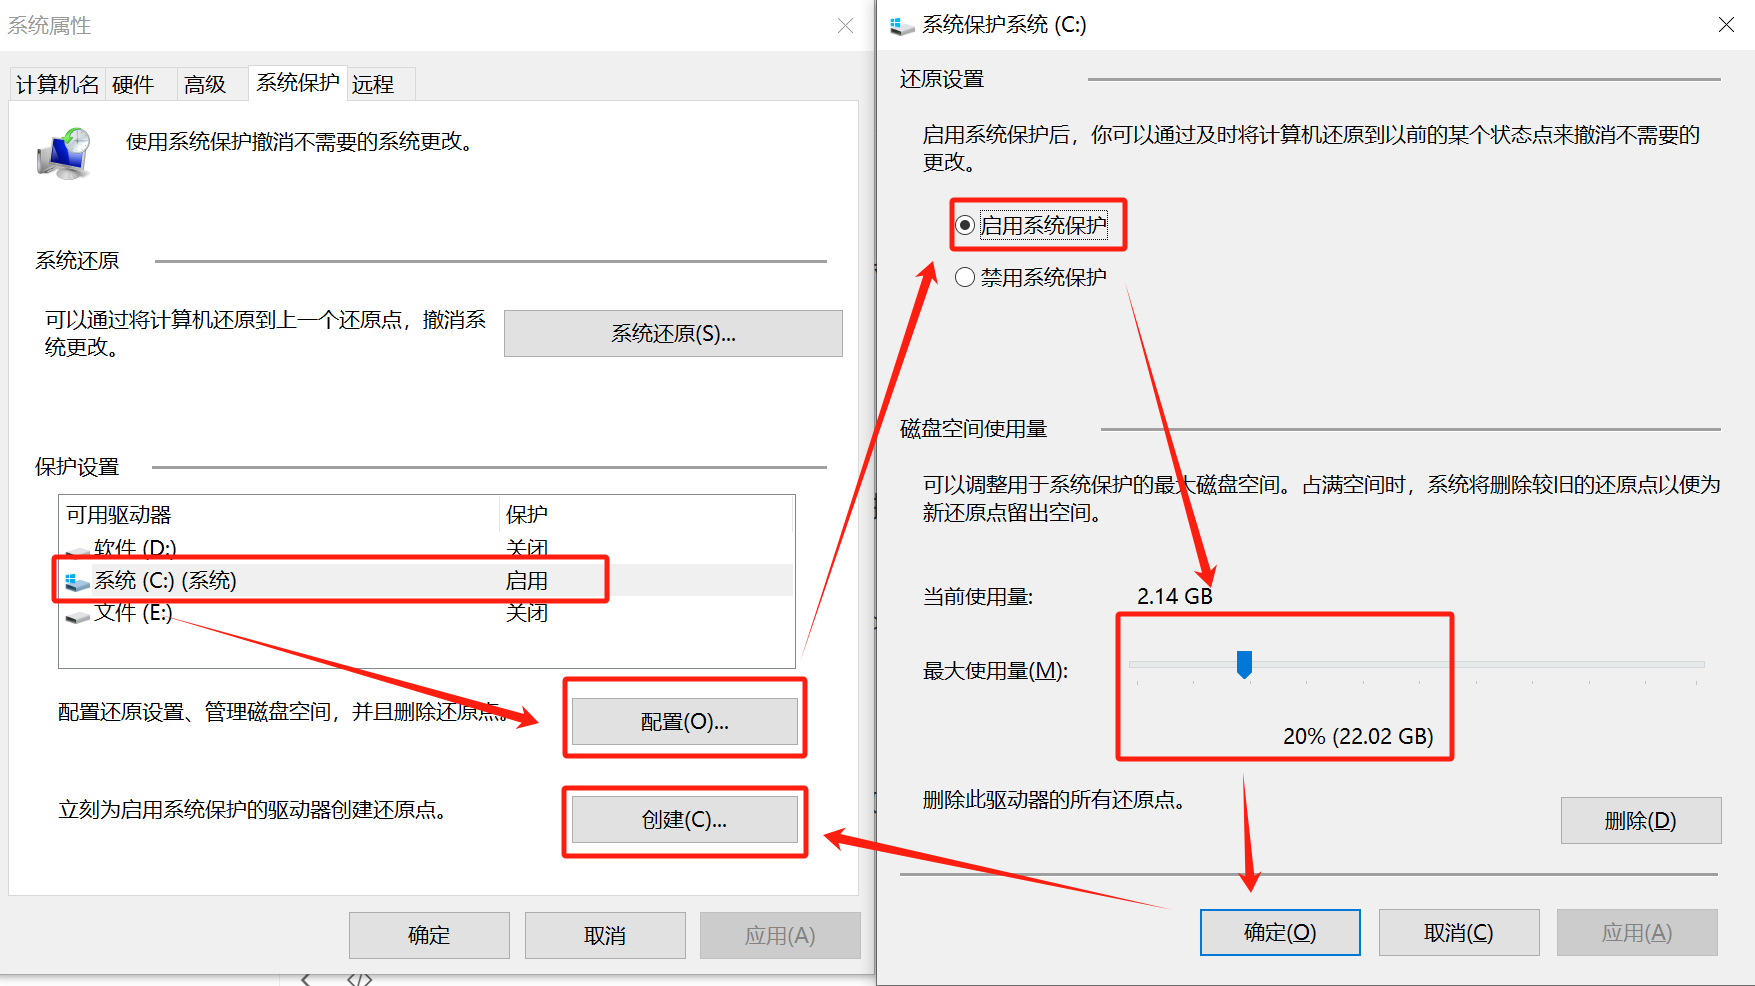 系统属性
计算机名
硬件
高级
系统保护
远程
使用系统保护撤消不需要的系统更改。
系统还原
可以通过将计算机还原到上一个还原点，撤消系
统更改。
系统还原(S)...
保护设置
可用驱动器
保护
软件 (D:)
关闭
系统 (C:) (系统)
启用
文件 (E:)
关闭
配置还原设置、管理磁盘空间，并且删除还原点。
配置(O)...
立刻为启用系统保护的驱动器创建还原点。
创建(C)...
确定
取消
应用(A)
系统保护系统 (C:)
还原设置
启用系统保护后，你可以通过及时将计算机还原到以前的某个状态点来撤消不需要的
更改。
启用系统保护
禁用系统保护
磁盘空间使用量
可以调整用于系统保护的最大磁盘空间。占满空间时，系统将删除较旧的还原点以便为
新还原点留出空间。
当前使用量:
2.14 GB
最大使用量(M):
20% (22.02 GB)
删除此驱动器的所有还原点。
删除(D)
确定(O)
取消(C)
应用(A)